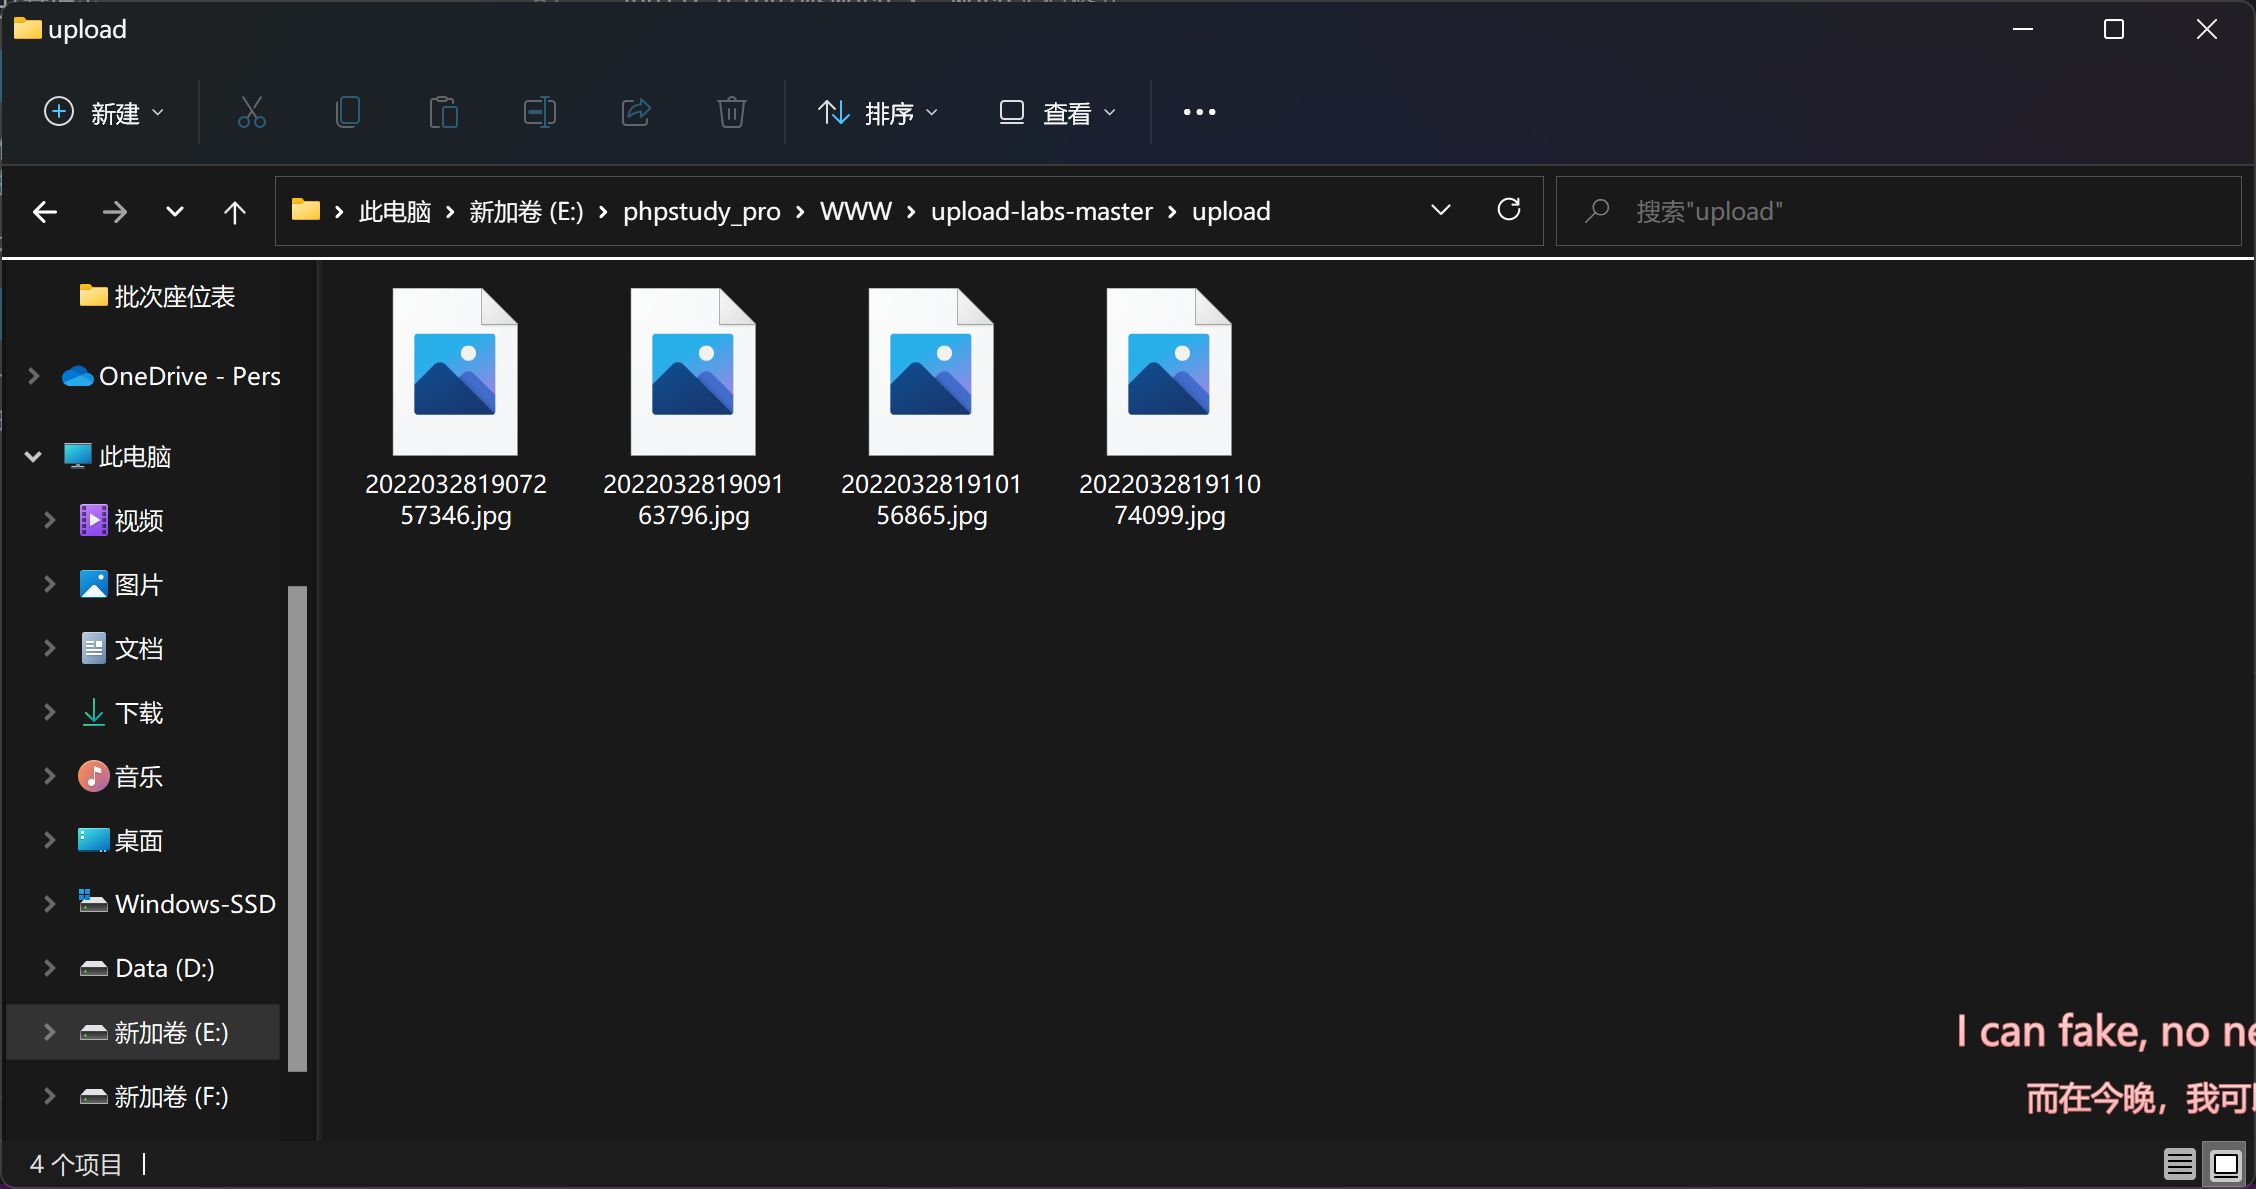 upload
新建
排序
查看
此电脑 新加卷 (E:) phpstudy_pro WWW upload-labs-master upload
搜索"upload"
批次座位表
OneDrive - Pers
此电脑
视频
图片
文档
下载
音乐
桌面
Windows-SSD
Data (D:)
新加卷 (E:)
新加卷 (F:)
2022032819072
57346.jpg
2022032819091
63796.jpg
2022032819101
56865.jpg
2022032819110
74099.jpg
I can fake, no ne
而在今晚，我可
4 个项目